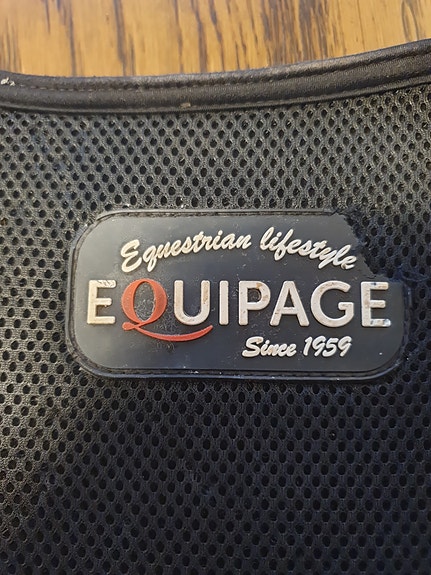 Equestrian lifestyle
EQUIPAGE
Since 1959